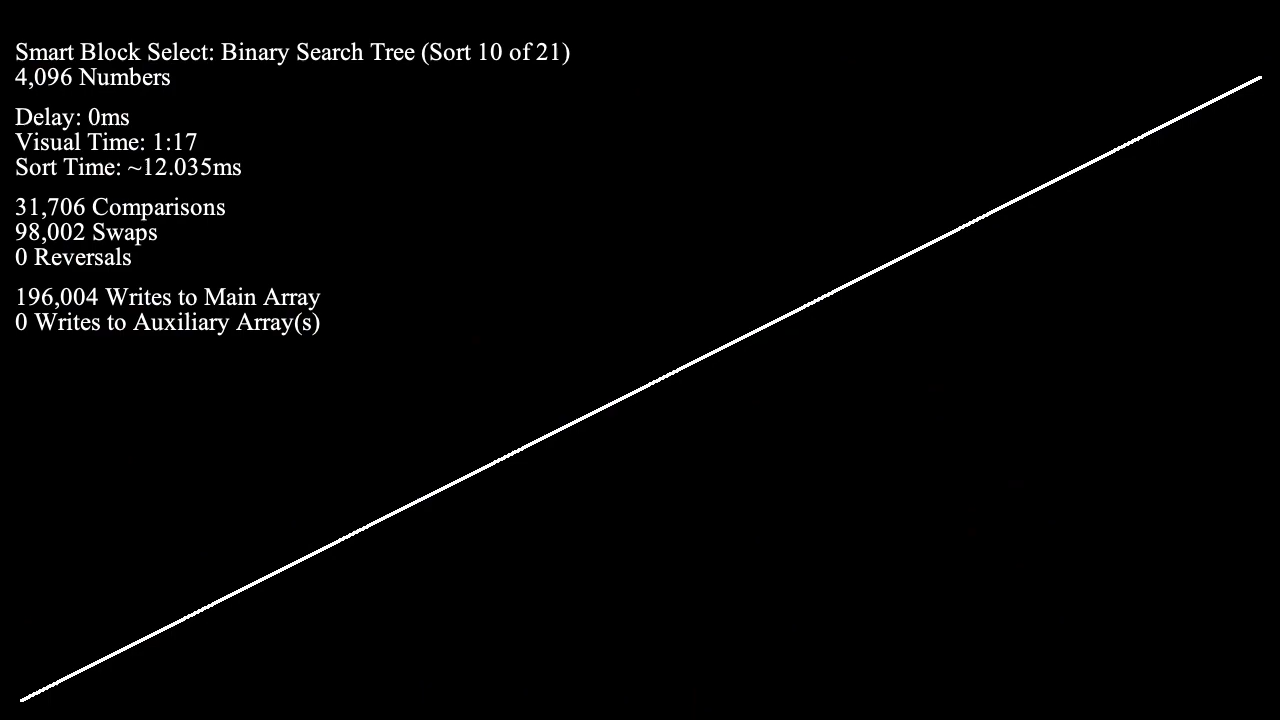 Smart Block Select: Binary Search Tree (Sort 10 of 21)
4,096 Numbers
Delay: 0ms
Visual Time: 1:17
Sort Time: ~12.035ms
31,706 Comparisons
98,002 Swaps
0 Reversals
196,004 Writes to Main Array
0 Writes to Auxiliary Array(s)